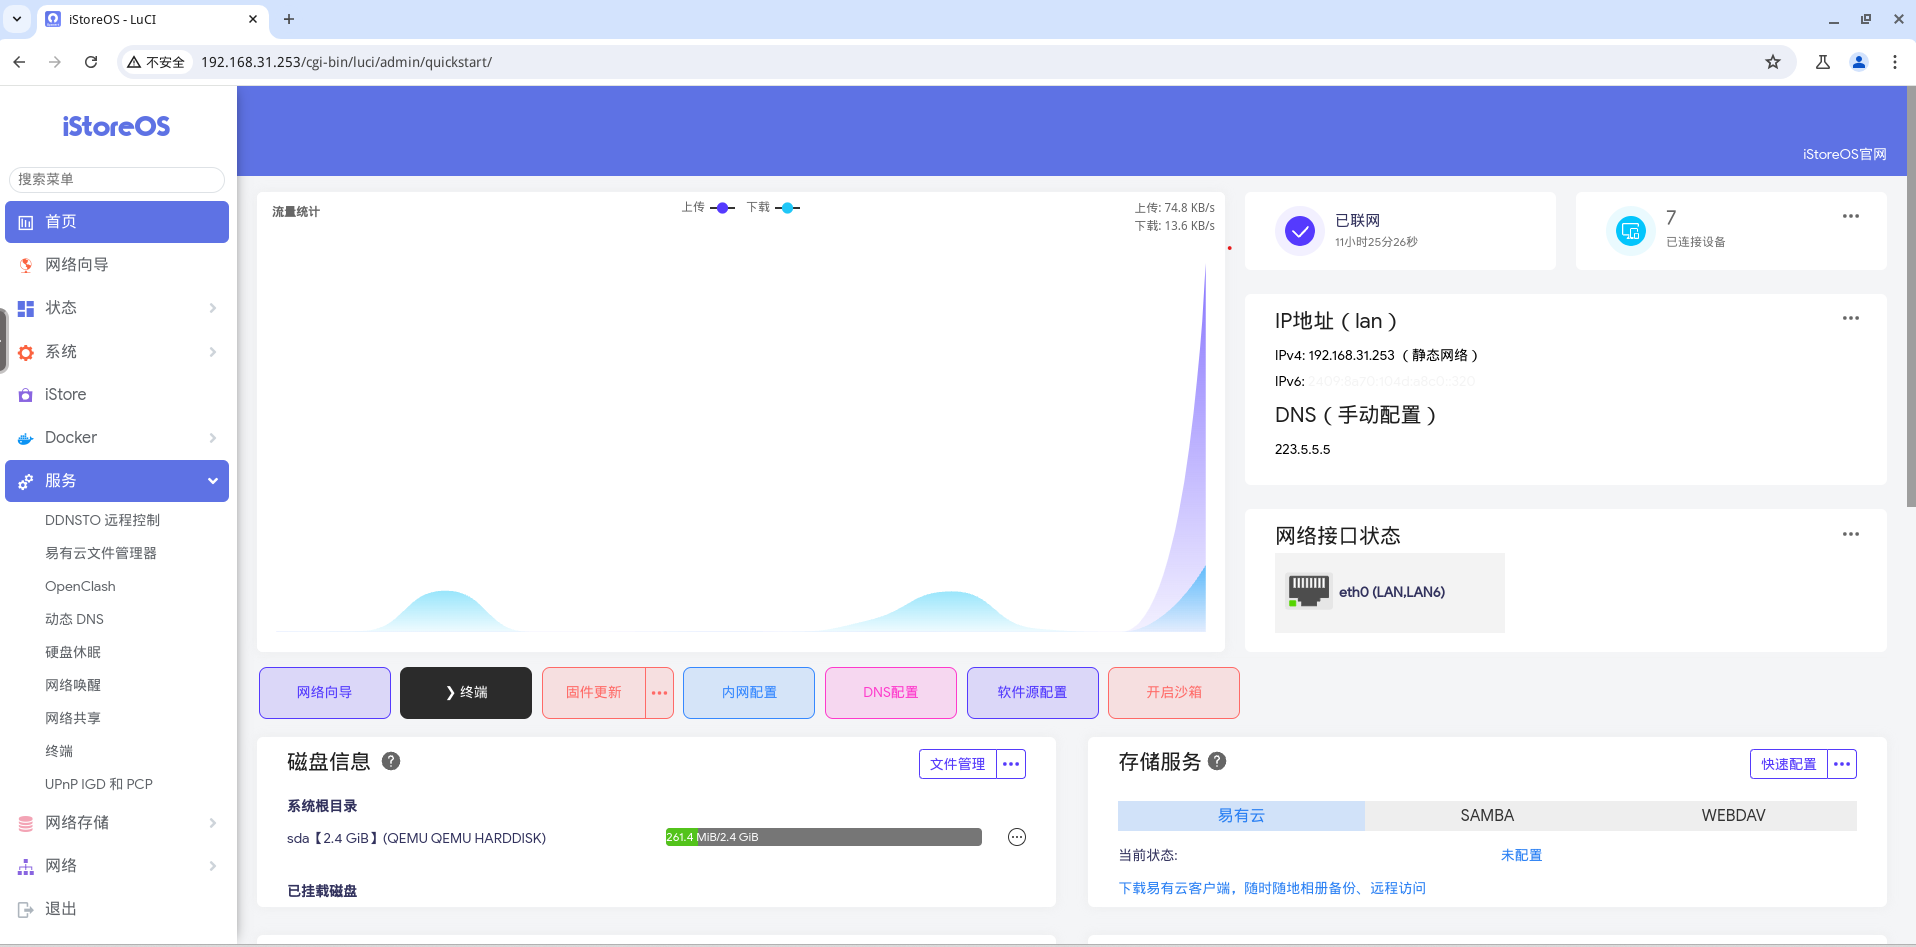 iStoreOS - LuCI
不安全
192.168.31.253/cgi-bin/luci/admin/quickstart/
iStoreOS
搜索菜单
首页
网络向导
状态
系统
iStore
Docker
服务
DDNSTO 远程控制
易有云文件管理器
OpenClash
动态 DNS
硬盘休眠
网络唤醒
网络共享
终端
UPnP IGD 和 PCP
网络存储
网络
退出
iStoreOS官网
流量统计
上传
下载
上传: 74.8 KB/s
下载: 13.6 KB/s
已联网
11小时25分26秒
7
已连接设备
IP地址（lan）
IPv4: 192.168.31.253 （静态网络）
IPv6:
DNS（手动配置）
223.5.5.5
网络接口状态
eth0 (LAN,LAN6)
网络向导
❯ 终端
固件更新
内网配置
DNS配置
软件源配置
开启沙箱
磁盘信息
文件管理
系统根目录
sda【2.4 GiB】(QEMU QEMU HARDDISK)
261.4 MiB/2.4 GiB
已挂载磁盘
存储服务
快速配置
易有云
SAMBA
WEBDAV
当前状态:
未配置
下载易有云客户端，随时随地相册备份、远程访问